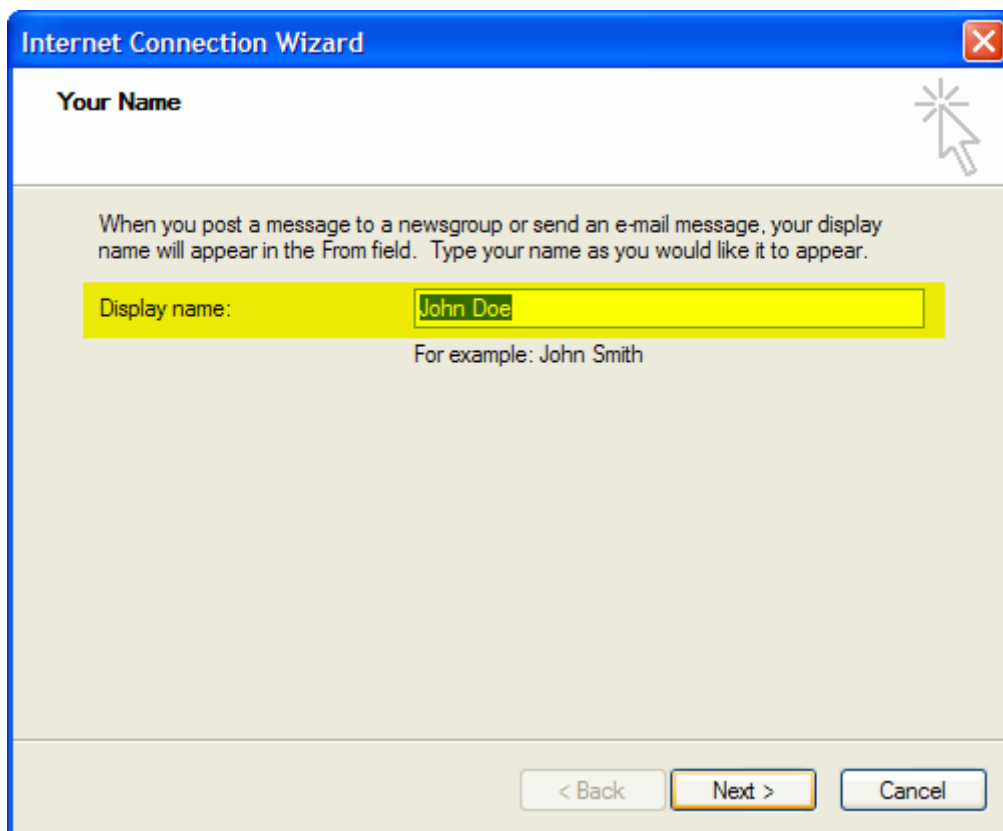 Internet Connection Wizard
Your Name
When you post a message to a newsgroup or send an e-mail message, your display
name will appear in the From field.  Type your name as you would like it to appear.
Display name: John Doe
For example: John Smith
< Back Next > Cancel